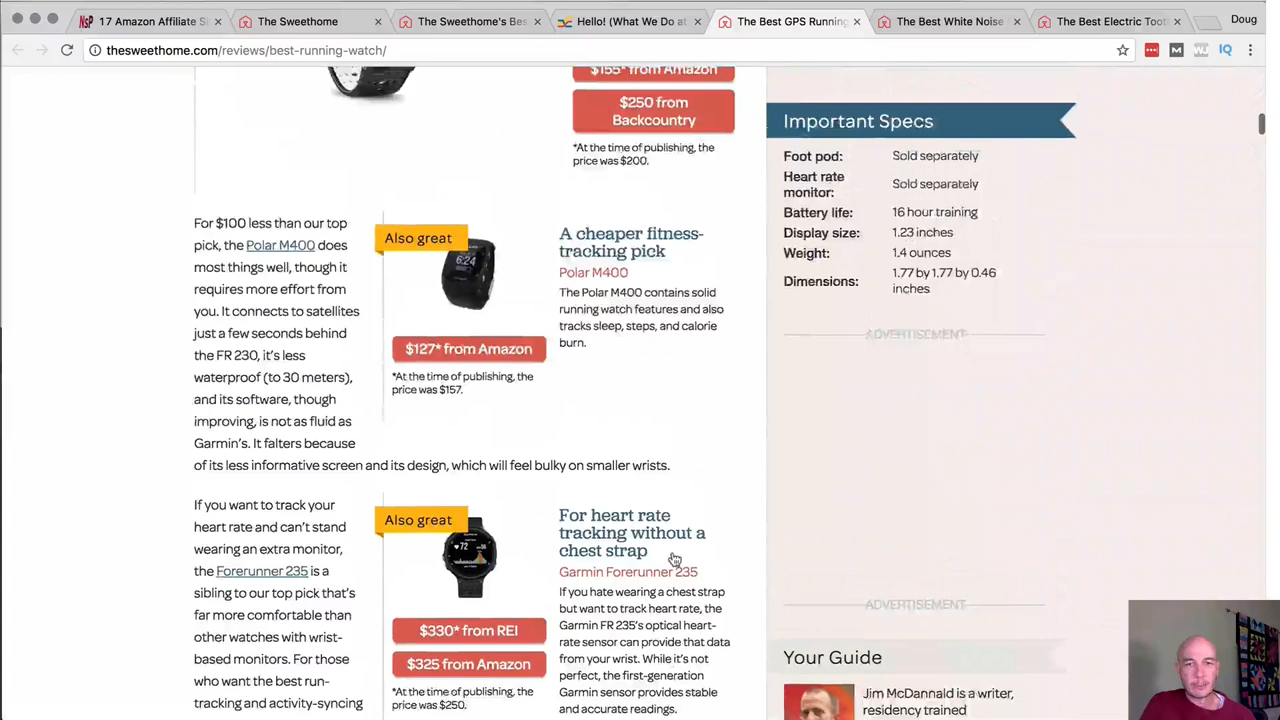 17 Amazon Affiliate Si
The Sweethome
The Sweethome's Bes
Hello! (What We Do at
The Best GPS Running
The Best White Noise
The Best Electric Toot
Doug
thesweethome.com/reviews/best-running-watch/
$155* from Amazon
$250 from
Backcountry
*At the time of publishing, the
price was $200.
For $100 less than our top
pick, the Polar M400 does
most things well, though it
requires more effort from
you. It connects to satellites
just a few seconds behind
the FR 230, it's less
waterproof (to 30 meters),
and its software, though
improving, is not as fluid as
Garmin's. It falters because
of its less informative screen and its design, which will feel bulky on smaller wrists.
Also great
6:24
$127* from Amazon
*At the time of publishing, the
price was $157.
A cheaper fitness-
tracking pick
Polar M400
The Polar M400 contains solid
running watch features and also
tracks sleep, steps, and calorie
burn.
If you want to track your
heart rate and can't stand
wearing an extra monitor,
the Forerunner 235 is a
sibling to our top pick that's
far more comfortable than
other watches with wrist-
based monitors. For those
who want the best run-
tracking and activity-syncing
Also great
72
$330* from REI
$325 from Amazon
*At the time of publishing, the
price was $250.
For heart rate
tracking without a
chest strap
Garmin Forerunner 235
If you hate wearing a chest strap
but want to track heart rate, the
Garmin FR 235's optical heart-
rate sensor can provide that data
from your wrist. While it's not
perfect, the first-generation
Garmin sensor provides stable
and accurate readings.
Important Specs
Foot pod: Sold separately
Heart rate
monitor: Sold separately
Battery life: 16 hour training
Display size: 1.23 inches
Weight: 1.4 ounces
Dimensions: 1.77 by 1.77 by 0.46
inches
ADVERTISEMENT
ADVERTISEMENT
Your Guide
Jim McDannald is a writer,
residency trained